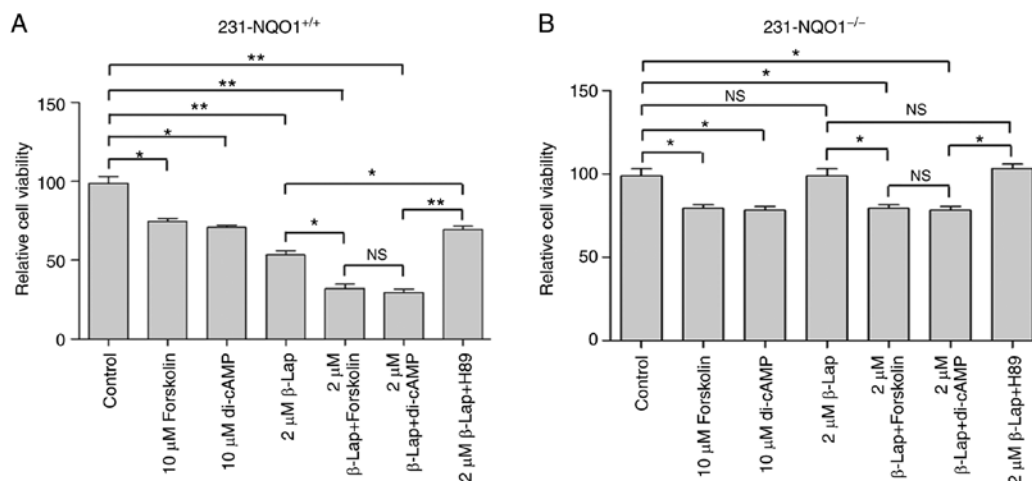 A
231-NQO1+/+
**
**
**
*
*
*
**
*
NS
150
100
50
0
Relative cell viability
Control
10 μM Forskolin
10 μM di-cAMP
2 μM β-Lap
2 μM
β-Lap+Forskolin
2 μM
β-Lap+di-cAMP
2 μM β-Lap+H89
B
231-NQO1−/−
*
*
NS
NS
*
*
*
*
NS
150
100
50
0
Relative cell viability
Control
10 μM Forskolin
10 μM di-cAMP
2 μM β-Lap
2 μM
β-Lap+Forskolin
2 μM
β-Lap+di-cAMP
2 μM β-Lap+H89